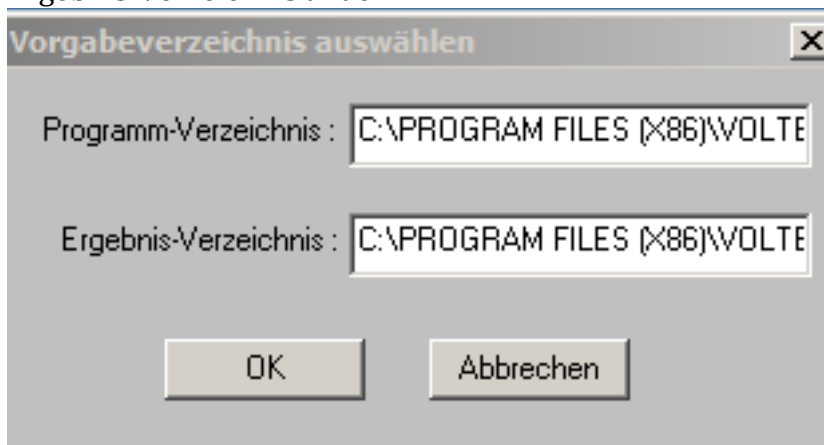 Vorgabeverzeichnis auswählen
Programm-Verzeichnis : C:\PROGRAM FILES (X86)\VOLTE
Ergebnis-Verzeichnis : C:\PROGRAM FILES (X86)\VOLTE
OK Abbrechen